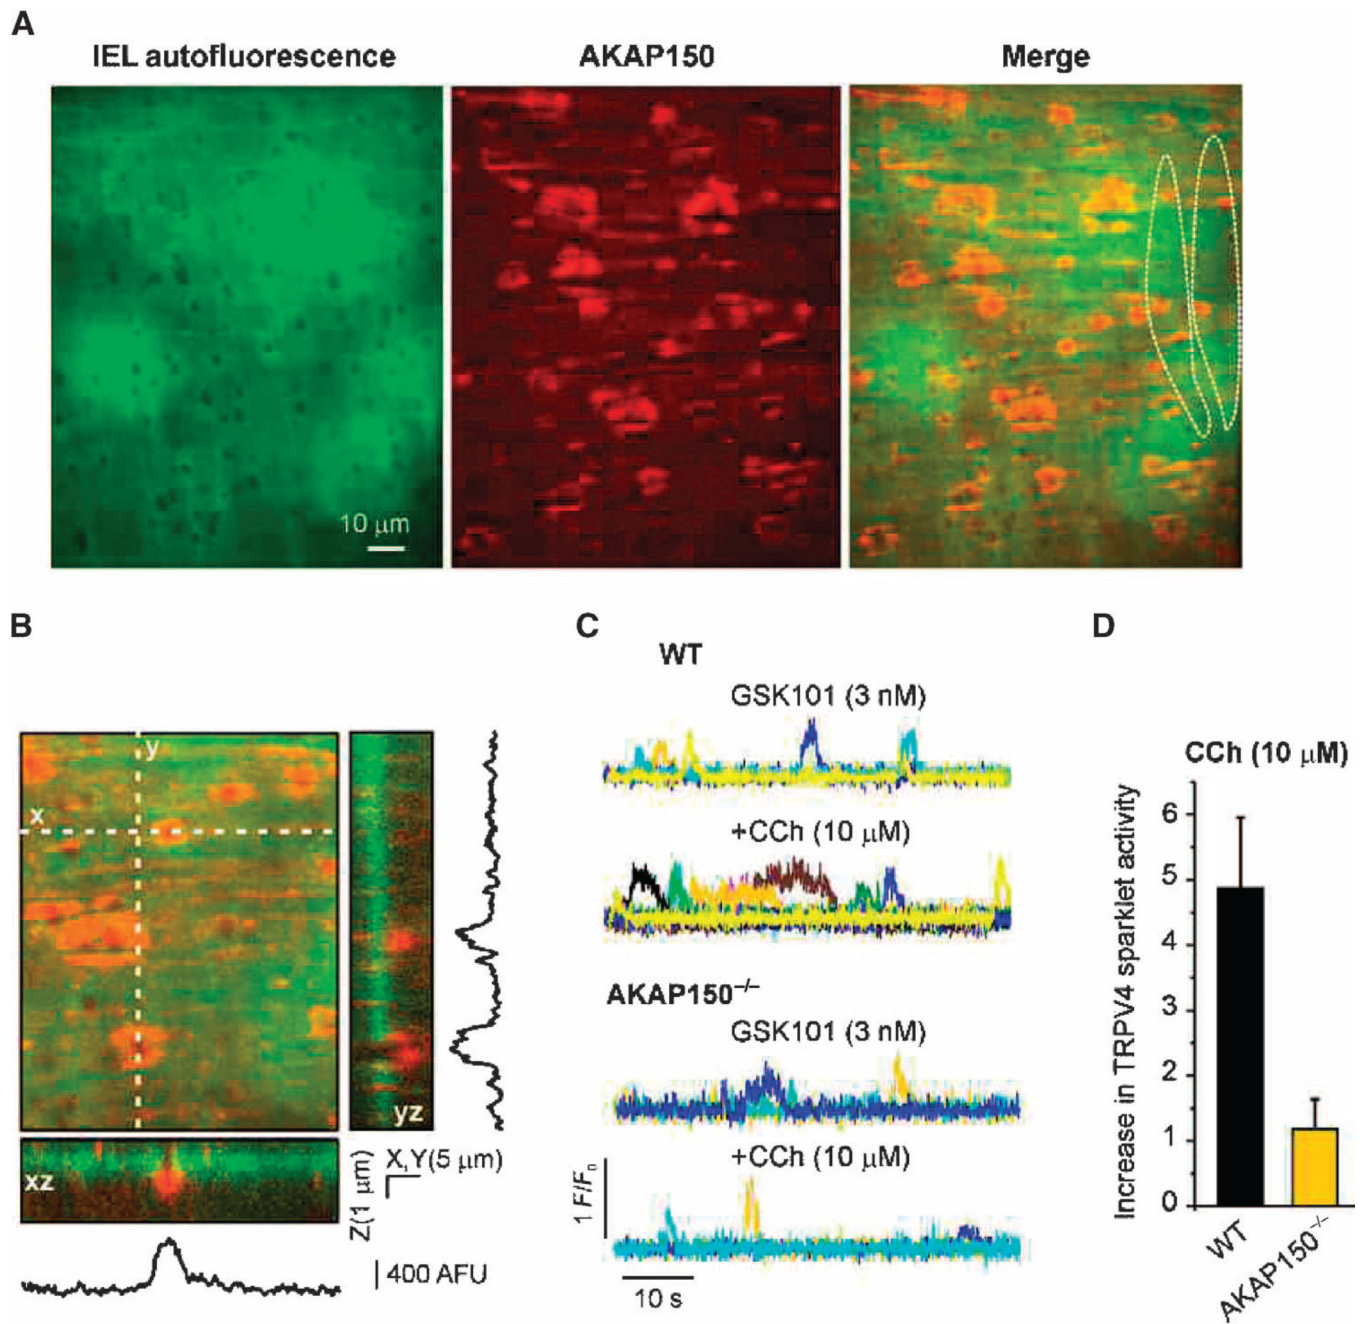 A
IEL autofluorescence
AKAP150
Merge
10 μm
B
y
x
yz
xz
X,Y(5 μm)
Z(1 μm)
400 AFU
C
WT
GSK101 (3 nM)
+CCh (10 μM)
AKAP150–/–
GSK101 (3 nM)
+CCh (10 μM)
1 F/F₀
10 s
D
CCh (10 μM)
Increase in TRPV4 sparklet activity
6
5
4
3
2
1
0
WT
AKAP150–/–